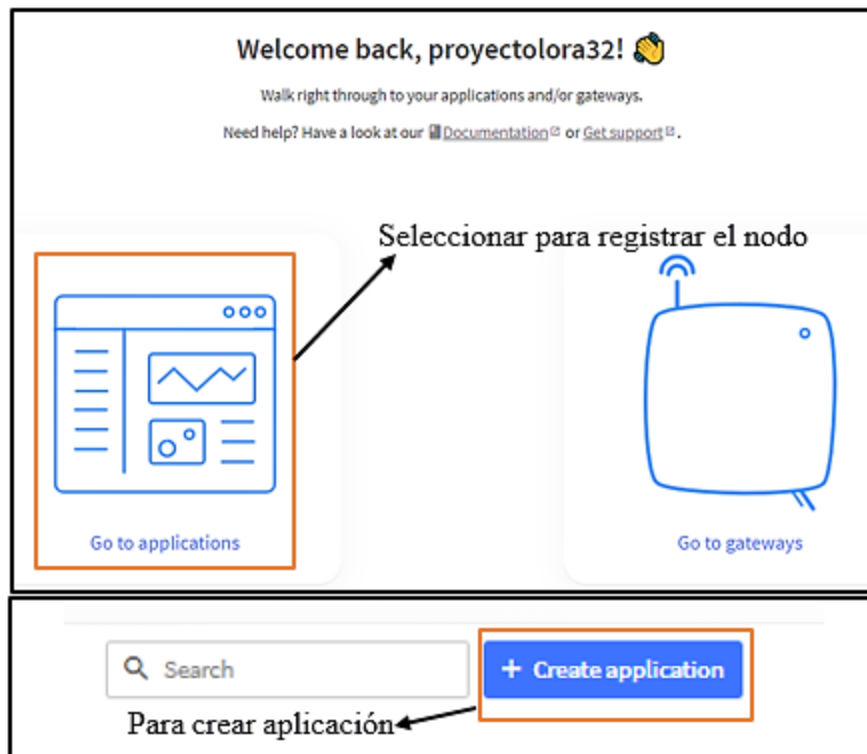 Welcome back, proyectolora32! 👏
Walk right through to your applications and/or gateways.
Need help? Have a look at our Documentation or Get support.
Seleccionar para registrar el nodo
Go to applications
Go to gateways
Search
+ Create application
Para crear aplicación